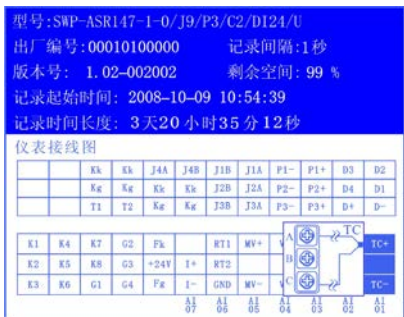 型号:SWP-ASR147-1-0/J9/P3/C2/DI24/U
出厂编号:00010100000 记录间隔:1秒
版本号: 1.02-002002 剩余空间: 99 %
记录起始时间: 2008-10-09 10:54:39
记录时间长度: 3天20小时35分12秒
仪表接线图
Kk Kk J4A J4B J1B J1A P1- P1+ D3 D2
Kg Kg Kk Kk J2B J2A P2- P2+ D4 D1
T1 T2 Kg Kg J3B J3A P3- P3+ D+ D-
K1 K4 K7 G2 Fk RT1 MV+ A TC TC+
K2 K5 K8 G3 +24V I+ RT2 B
K3 K6 G1 G4 Fg I- GND MV- C TC-
AI 07 AI 06 AI 05 AI 04 AI 03 AI 02 AI 01